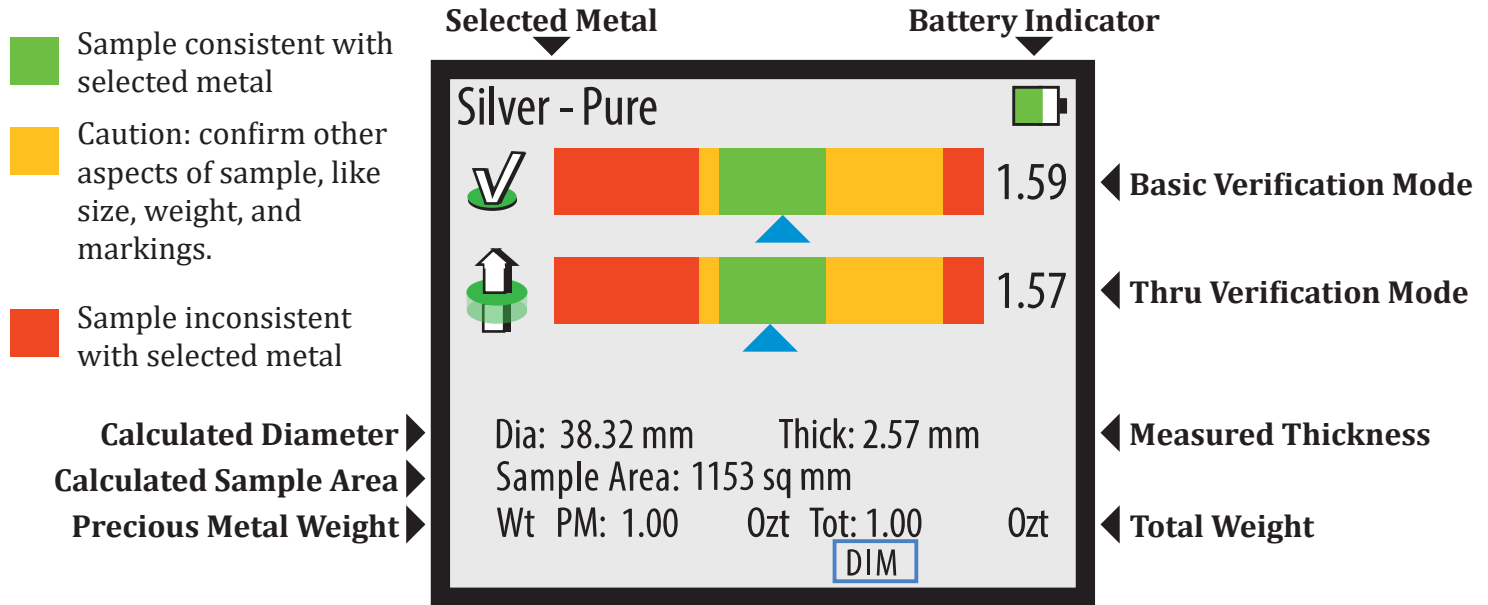 Selected Metal
Battery Indicator
Sample consistent with
selected metal
Caution: confirm other
aspects of sample, like
size, weight, and
markings.
Sample inconsistent
with selected metal
Silver - Pure
1.59
Basic Verification Mode
1.57
Thru Verification Mode
Calculated Diameter
Dia: 38.32 mm
Thick: 2.57 mm
Measured Thickness
Calculated Sample Area
Sample Area: 1153 sq mm
Precious Metal Weight
Wt PM: 1.00 Ozt Tot: 1.00 Ozt
Total Weight
DIM